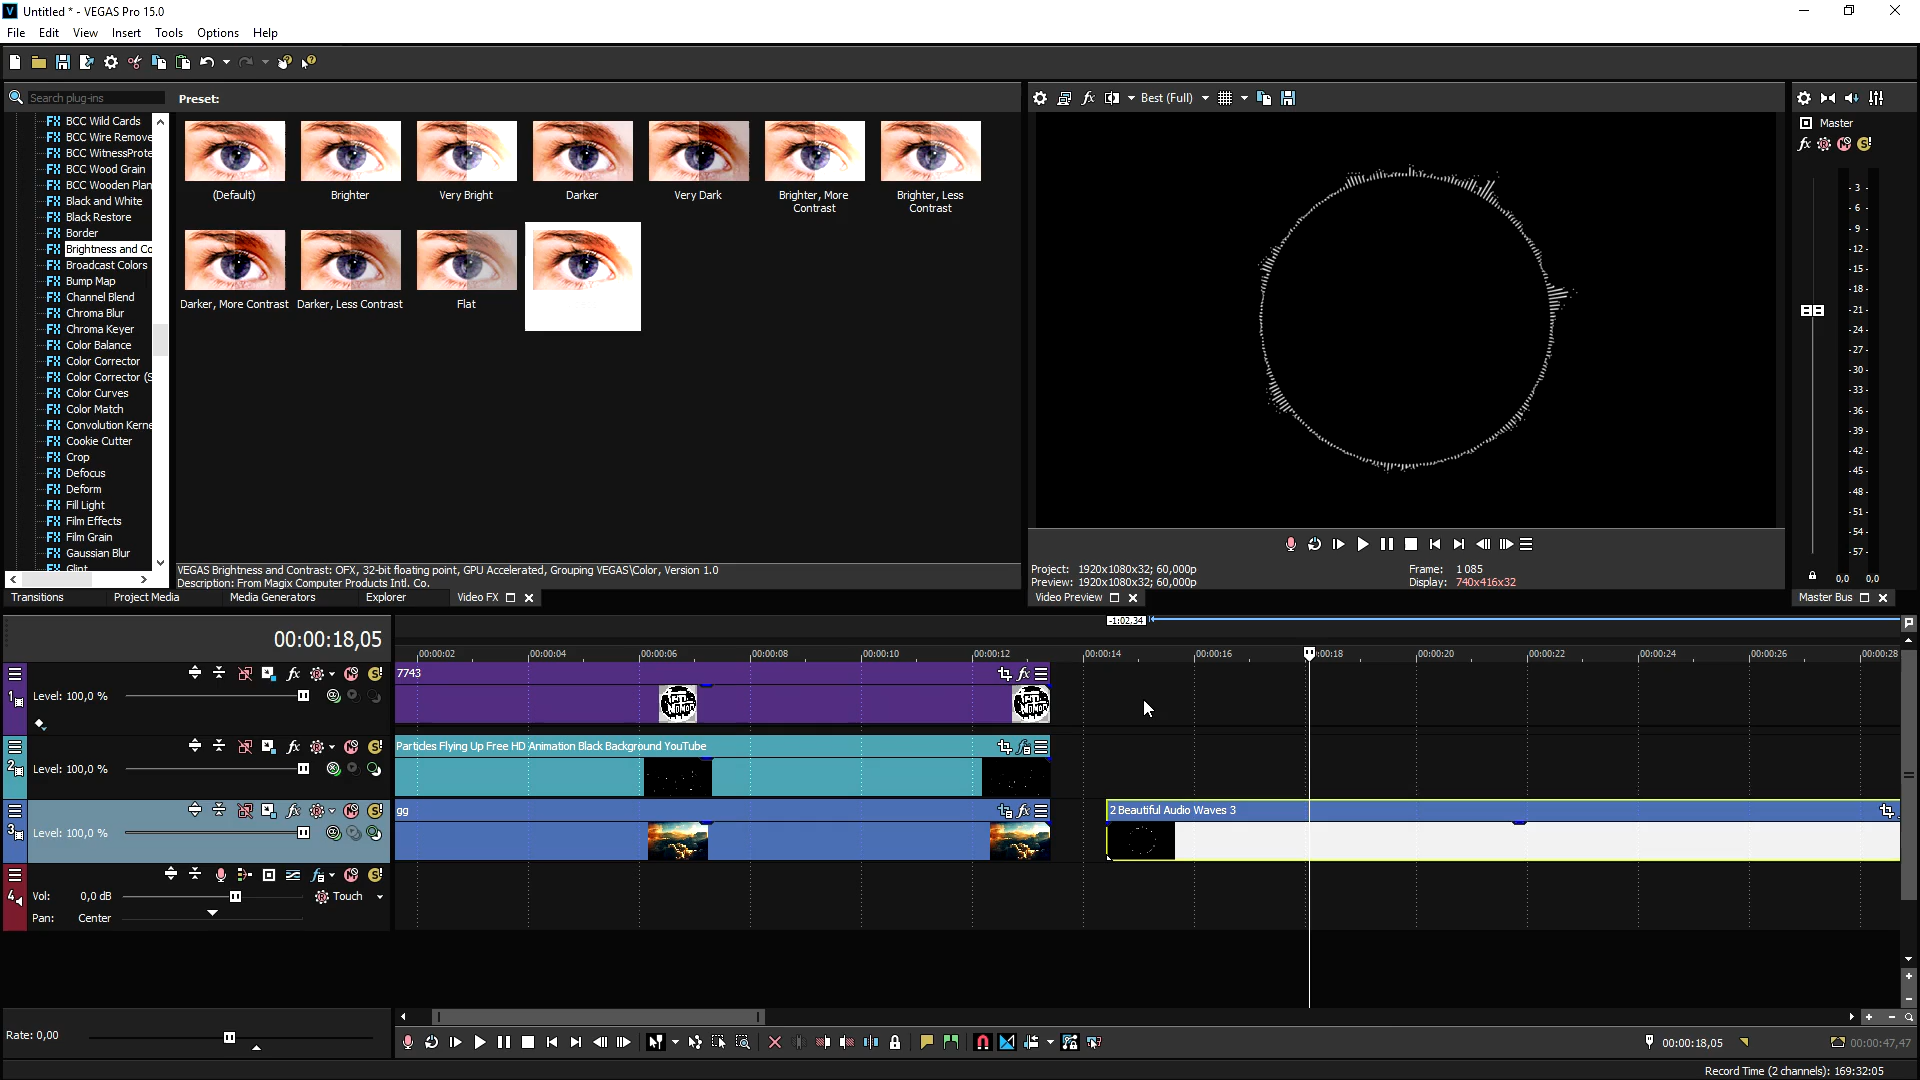 Untitled * - VEGAS Pro 15.0
File Edit View Insert Tools Options Help
Search plug-ins
Preset:
BCC Wild Cards
BCC Wire Remove
BCC WitnessProte
BCC Wood Grain
BCC Wooden Plan
Black and White
Black Restore
Border
Brightness and Co
Broadcast Colors
Bump Map
Channel Blend
Chroma Blur
Chroma Keyer
Color Balance
Color Corrector
Color Corrector (S
Color Curves
Color Match
Convolution Kerne
Cookie Cutter
Crop
Defocus
Deform
Fill Light
Film Effects
Film Grain
Gaussian Blur
Glint
(Default) Brighter Very Bright Darker Very Dark Brighter, More Contrast Brighter, Less Contrast
Darker, More Contrast Darker, Less Contrast Flat
VEGAS Brightness and Contrast: OFX, 32-bit floating point, GPU Accelerated, Grouping VEGAS\Color, Version 1.0
Description: From Magix Computer Products Intl. Co.
Transitions Project Media Media Generators Explorer Video FX
Best (Full)
Project: 1920x1080x32; 60,000p
Preview: 1920x1080x32; 60,000p
Frame: 1 085
Display: 740x416x32
Video Preview
Master
-3-
-6-
-9-
-12-
-15-
-18-
-21-
-24-
-27-
-30-
-33-
-36-
-39-
-42-
-45-
-48-
-51-
-54-
-57-
0,0 0,0
Master Bus
00:00:18,05
-1:02.34
00:00:02 00:00:04 00:00:06 00:00:08 00:00:10 00:00:12 00:00:14 00:00:16 00:00:18 00:00:20 00:00:22 00:00:24 00:00:26 00:00:28
1
Level: 100,0 %
7743
2
Level: 100,0 %
Particles Flying Up Free HD Animation Black Background YouTube
3
Level: 100,0 %
gg
2 Beautiful Audio Waves 3
4
Vol: 0,0 dB Touch
Pan: Center
Rate: 0,00
00:00:18,05
00:00:47,47
Record Time (2 channels): 169:32:05